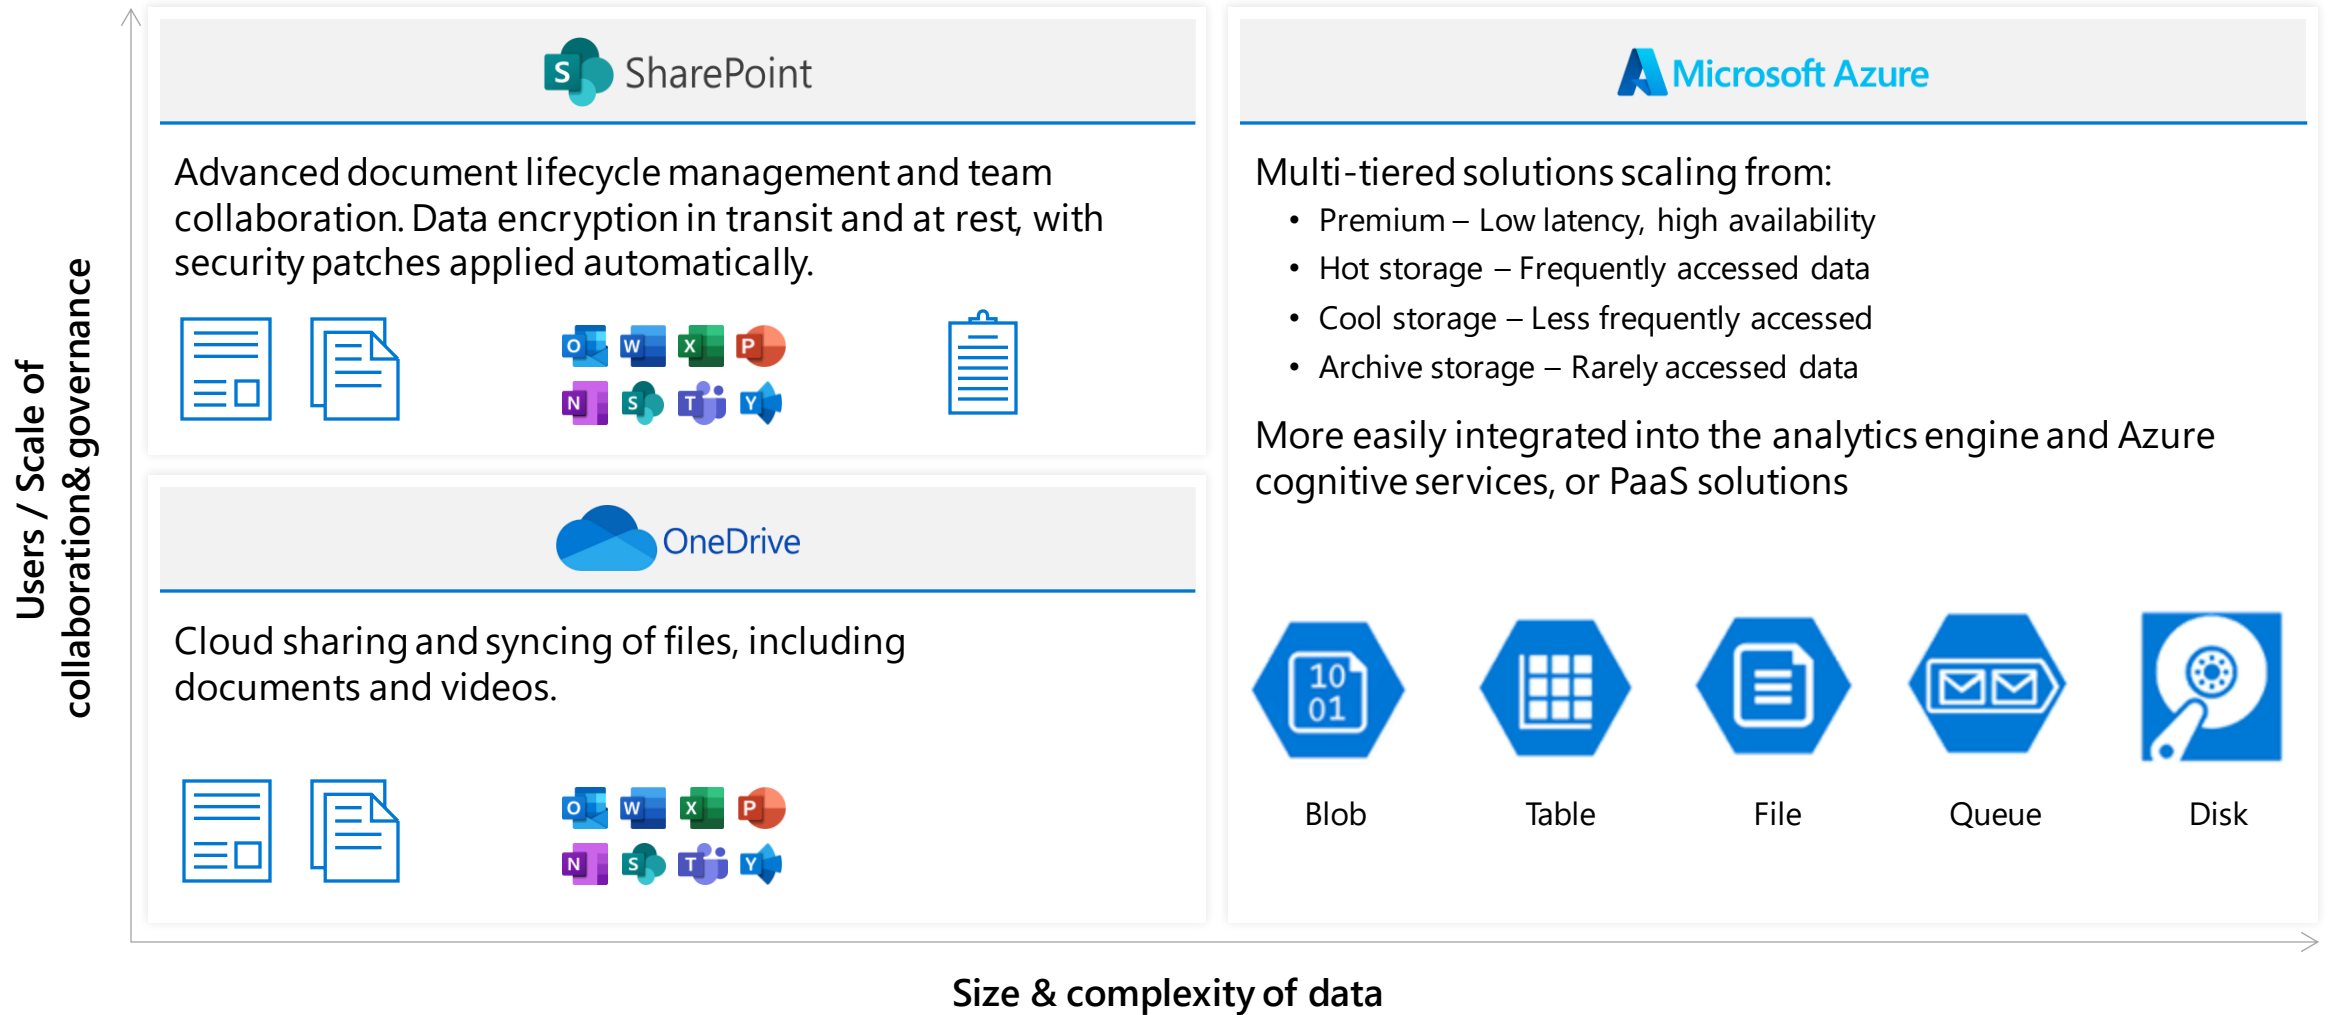 SharePoint
Advanced document lifecycle management and team
collaboration. Data encryption in transit and at rest, with
security patches applied automatically.
O W X P
N S T Y
OneDrive
Cloud sharing and syncing of files, including
documents and videos.
O W X P
N S T Y
Microsoft Azure
Multi-tiered solutions scaling from:
• Premium – Low latency, high availability
• Hot storage – Frequently accessed data
• Cool storage – Less frequently accessed
• Archive storage – Rarely accessed data
More easily integrated into the analytics engine and Azure
cognitive services, or PaaS solutions
10
01
Blob Table File Queue Disk
Users / Scale of
collaboration& governance
Size & complexity of data